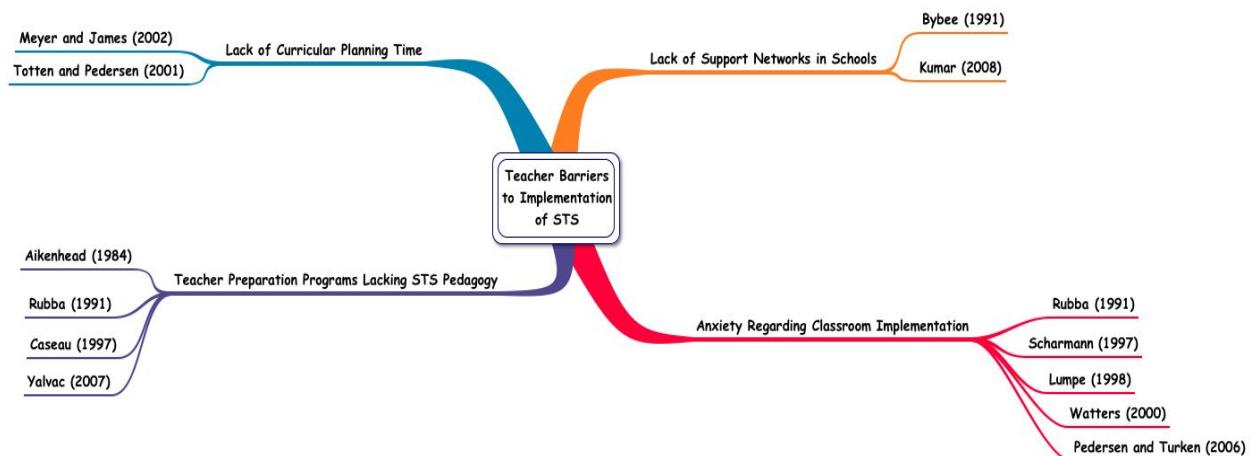 Meyer and James (2002)
Totten and Pedersen (2001)
Lack of Curricular Planning Time
Lack of Support Networks in Schools
Bybee (1991)
Kumar (2008)
Teacher Barriers
to Implementation
of STS
Aikenhead (1984)
Rubba (1991)
Caseau (1997)
Yalvac (2007)
Teacher Preparation Programs Lacking STS Pedagogy
Anxiety Regarding Classroom Implementation
Rubba (1991)
Scharmann (1997)
Lumpe (1998)
Watters (2000)
Pedersen and Turken (2006)